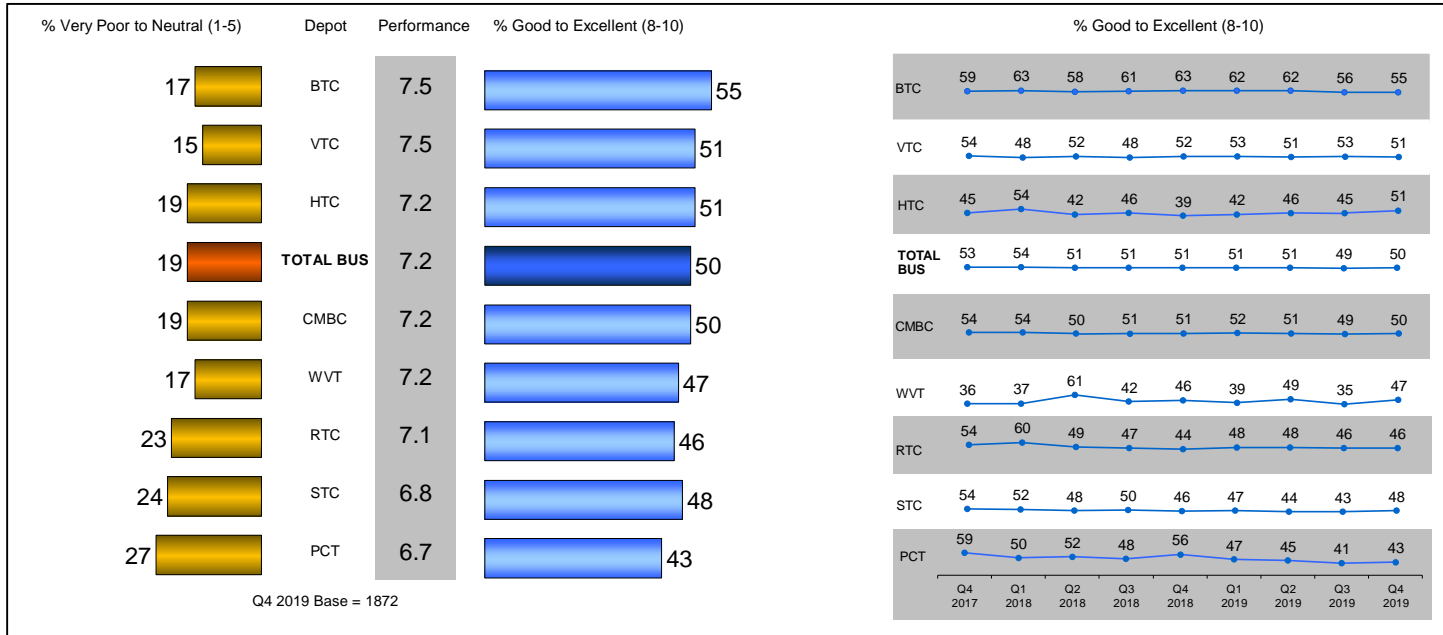 % Very Poor to Neutral (1-5) Depot Performance % Good to Excellent (8-10)
17 BTC 7.5 55
15 VTC 7.5 51
19 HTC 7.2 51
19 TOTAL BUS 7.2 50
19 CMBC 7.2 50
17 WVT 7.2 47
23 RTC 7.1 46
24 STC 6.8 48
27 PCT 6.7 43
Q4 2019 Base = 1872
% Good to Excellent (8-10)
BTC 59 63 58 61 63 62 62 56 55
VTC 54 48 52 48 52 53 51 53 51
HTC 45 54 42 46 39 42 46 45 51
TOTAL
BUS 53 54 51 51 51 51 51 49 50
CMBC 54 54 50 51 51 52 51 49 50
WVT 36 37 61 42 46 39 49 35 47
RTC 54 60 49 47 44 48 48 46 46
STC 54 52 48 50 46 47 44 43 48
PCT 59 50 52 48 56 47 45 41 43
Q4 Q1 Q2 Q3 Q4 Q1 Q2 Q3 Q4
2017 2018 2018 2018 2018 2019 2019 2019 2019